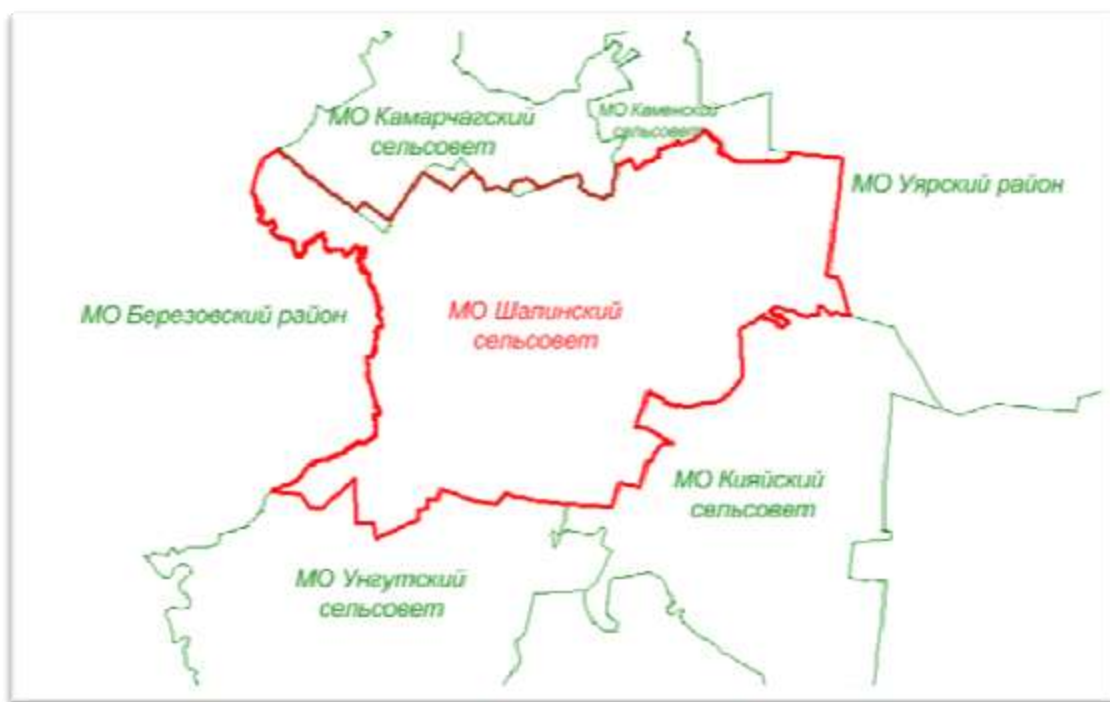 МО Камарчагский
сельсовет
МО Каменский
сельсовет
МО Уярский район
МО Березовский район
МО Шалинский
сельсовет
МО Кияйский
сельсовет
МО Унгутский
сельсовет